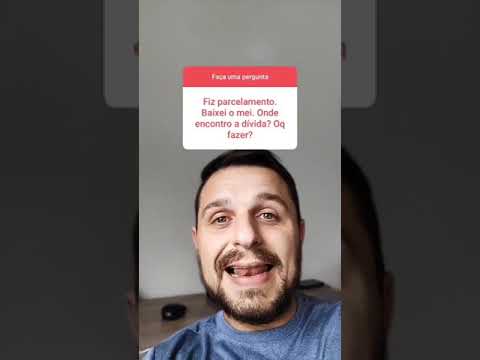 Faça uma pergunta
Fiz parcelamento.
Baixei o mei. Onde
encontro a dívida? Oq
fazer?